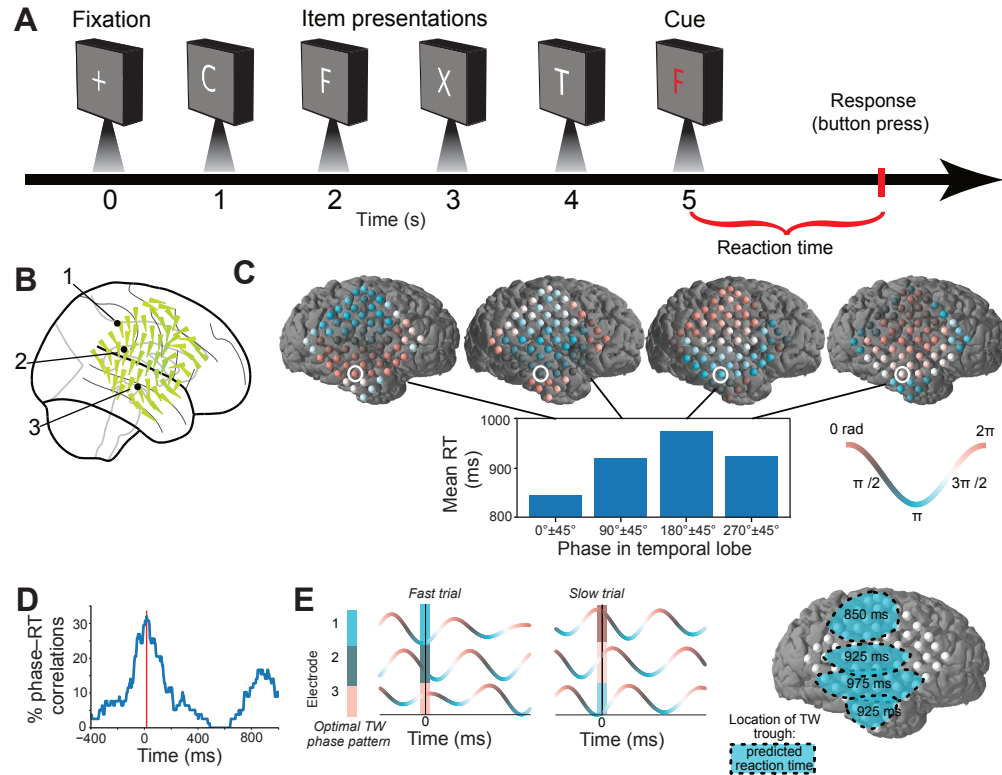 A
Fixation
Item presentations
Cue
+
C
F
X
T
F
Response
(button press)
0
1
2
3
4
5
Time (s)
Reaction time
B
1
2
3
C
1000
900
800
Mean RT
(ms)
0°±45°
90°±45°
180°±45°
270°±45°
Phase in temporal lobe
0 rad
2π
π /2
3π /2
π
D
30
20
10
0
% phase–RT
correlations
-400
0
400
800
Time (ms)
E
Fast trial
Slow trial
1
2
3
Electrode
Optimal TW
phase pattern
0
Time (ms)
0
Time (ms)
850 ms
925 ms
975 ms
925 ms
Location of TW
trough:
predicted
reaction time